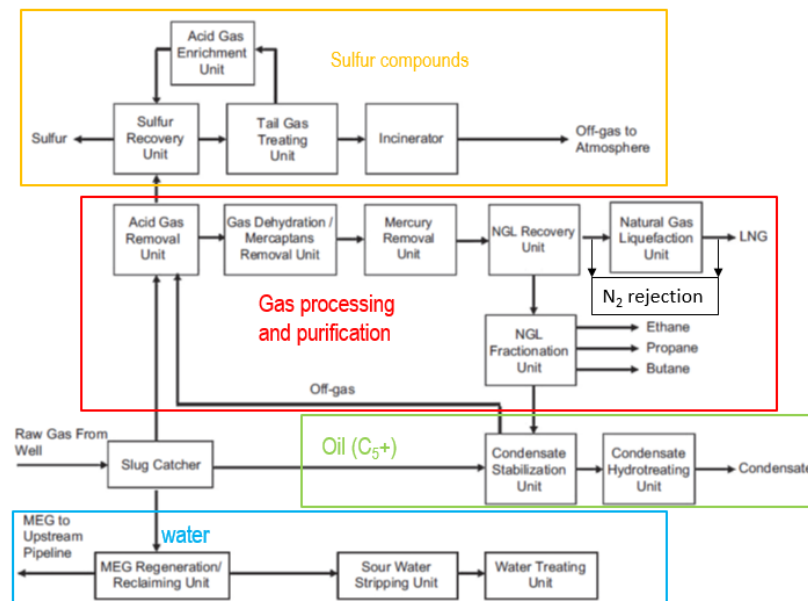 Acid Gas
Enrichment
Unit
Sulfur compounds
Sulfur
Sulfur
Recovery
Unit
Tail Gas
Treating
Unit
Incinerator
Off-gas to
Atmosphere
Acid Gas
Removal
Unit
Gas Dehydration /
Mercaptans
Removal Unit
Mercury
Removal
Unit
NGL Recovery
Unit
Natural Gas
Liquefaction
Unit
LNG
N₂ rejection
Gas processing
and purification
NGL
Fractionation
Unit
Ethane
Propane
Butane
Off-gas
Raw Gas From
Well
Slug Catcher
Oil (C₅+)
Condensate
Stabilization
Unit
Condensate
Hydrotreating
Unit
Condensate
MEG to
Upstream
Pipeline
water
MEG Regeneration/
Reclaiming Unit
Sour Water
Stripping Unit
Water Treating
Unit